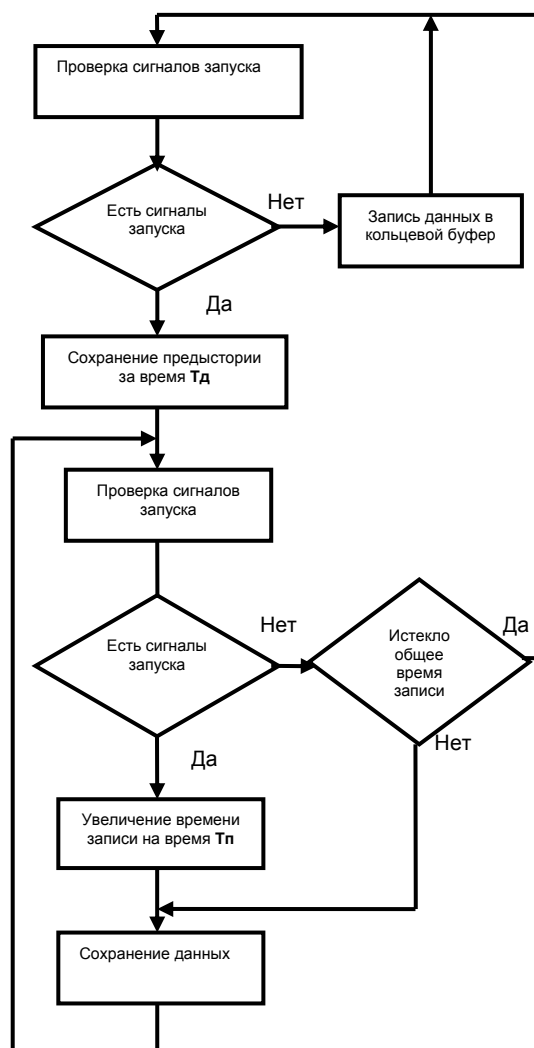 Проверка сигналов запуска
Есть сигналы
запуска
Нет
Запись данных в
кольцевой буфер
Да
Сохранение предыстории
за время Тд
Проверка сигналов
запуска
Есть сигналы
запуска
Нет
Истекло
общее
время
записи
Да
Нет
Да
Увеличение времени
записи на время Тп
Сохранение данных